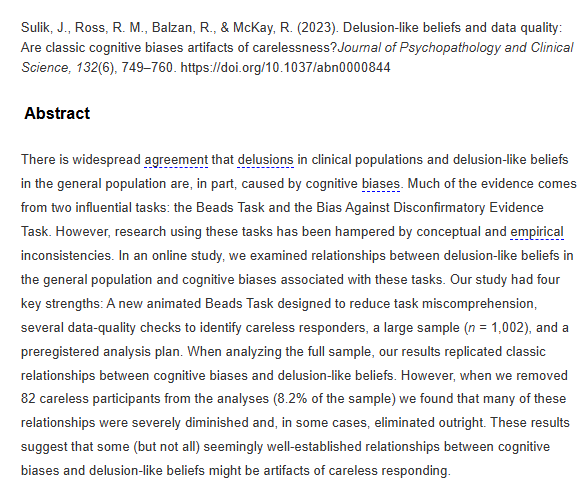 Sulik, J., Ross, R. M., Balzan, R., & McKay, R. (2023). Delusion-like beliefs and data quality:
Are classic cognitive biases artifacts of carelessness?Journal of Psychopathology and Clinical
Science, 132(6), 749–760. https://doi.org/10.1037/abn0000844
Abstract
There is widespread agreement that delusions in clinical populations and delusion-like beliefs
in the general population are, in part, caused by cognitive biases. Much of the evidence comes
from two influential tasks: the Beads Task and the Bias Against Disconfirmatory Evidence
Task. However, research using these tasks has been hampered by conceptual and empirical
inconsistencies. In an online study, we examined relationships between delusion-like beliefs in
the general population and cognitive biases associated with these tasks. Our study had four
key strengths: A new animated Beads Task designed to reduce task miscomprehension,
several data-quality checks to identify careless responders, a large sample (n = 1,002), and a
preregistered analysis plan. When analyzing the full sample, our results replicated classic
relationships between cognitive biases and delusion-like beliefs. However, when we removed
82 careless participants from the analyses (8.2% of the sample) we found that many of these
relationships were severely diminished and, in some cases, eliminated outright. These results
suggest that some (but not all) seemingly well-established relationships between cognitive
biases and delusion-like beliefs might be artifacts of careless responding.